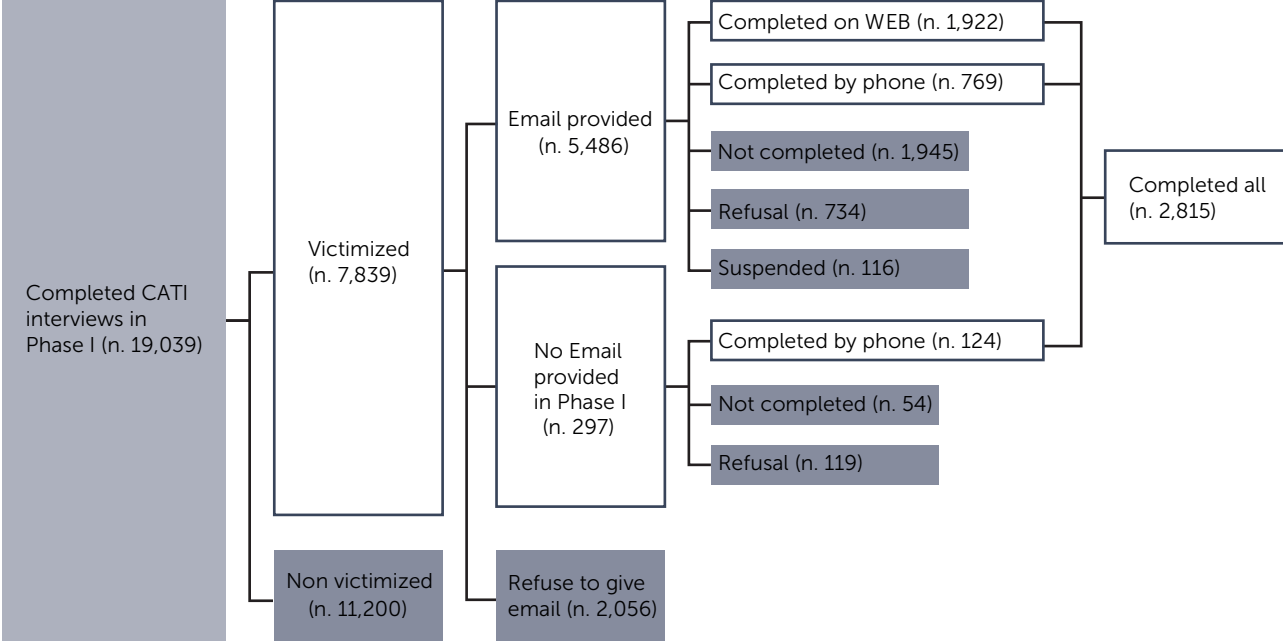 Completed CATI
interviews in
Phase I (n. 19,039)
Victimized
(n. 7,839)
Non victimized
(n. 11,200)
Email provided
(n. 5,486)
No Email
provided
in Phase I
(n. 297)
Refuse to give
email (n. 2,056)
Completed on WEB (n. 1,922)
Completed by phone (n. 769)
Not completed (n. 1,945)
Refusal (n. 734)
Suspended (n. 116)
Completed by phone (n. 124)
Not completed (n. 54)
Refusal (n. 119)
Completed all
(n. 2,815)